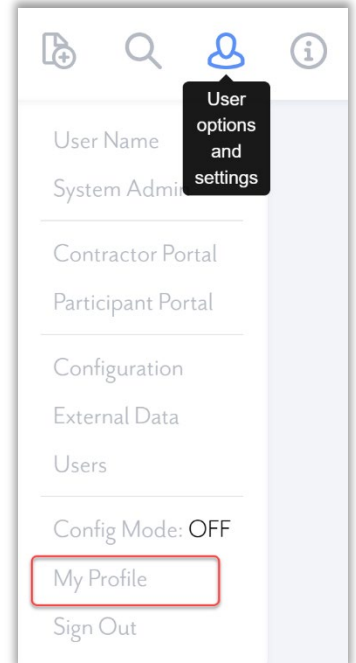 User
options
and
settings
User Name
System Admin
Contractor Portal
Participant Portal
Configuration
External Data
Users
Config Mode: OFF
My Profile
Sign Out